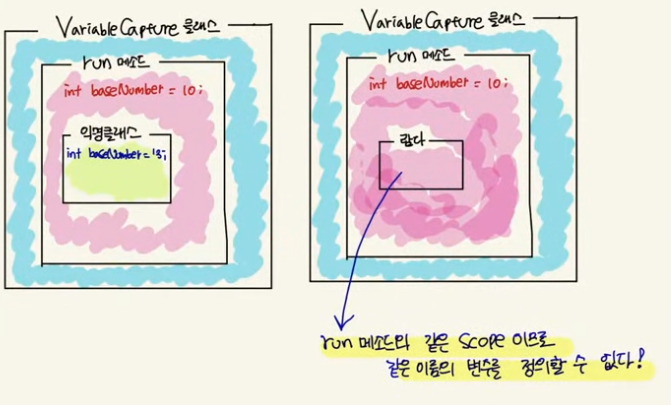 VariableCapture 클래스
run 메소드
int baseNumber = 10;
익명클래스
int baseNumber = 13;
VariableCapture 클래스
run 메소드
int baseNumber = 10;
람다
run 메소드와 같은 Scope 이므로
같은 이름의 변수를 정의할 수 없다!